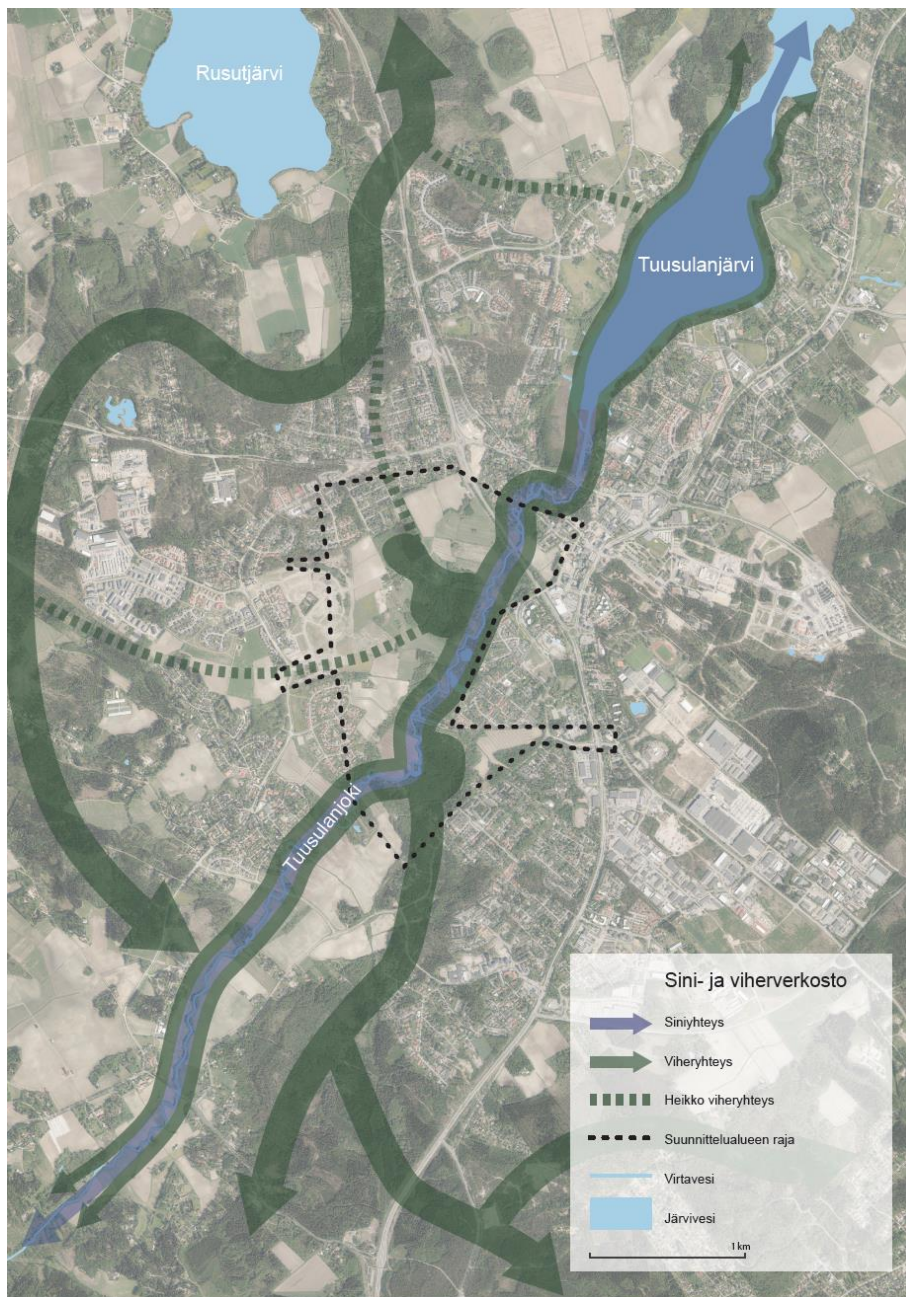 Rusutjärvi
Tuusulanjärvi
Tuusulanjoki
Sini- ja viherverkosto
Siniyhteys
Viheryhteys
Heikko viheryhteys
Suunnittelualueen raja
Virtavesi
Järvivesi
1 km